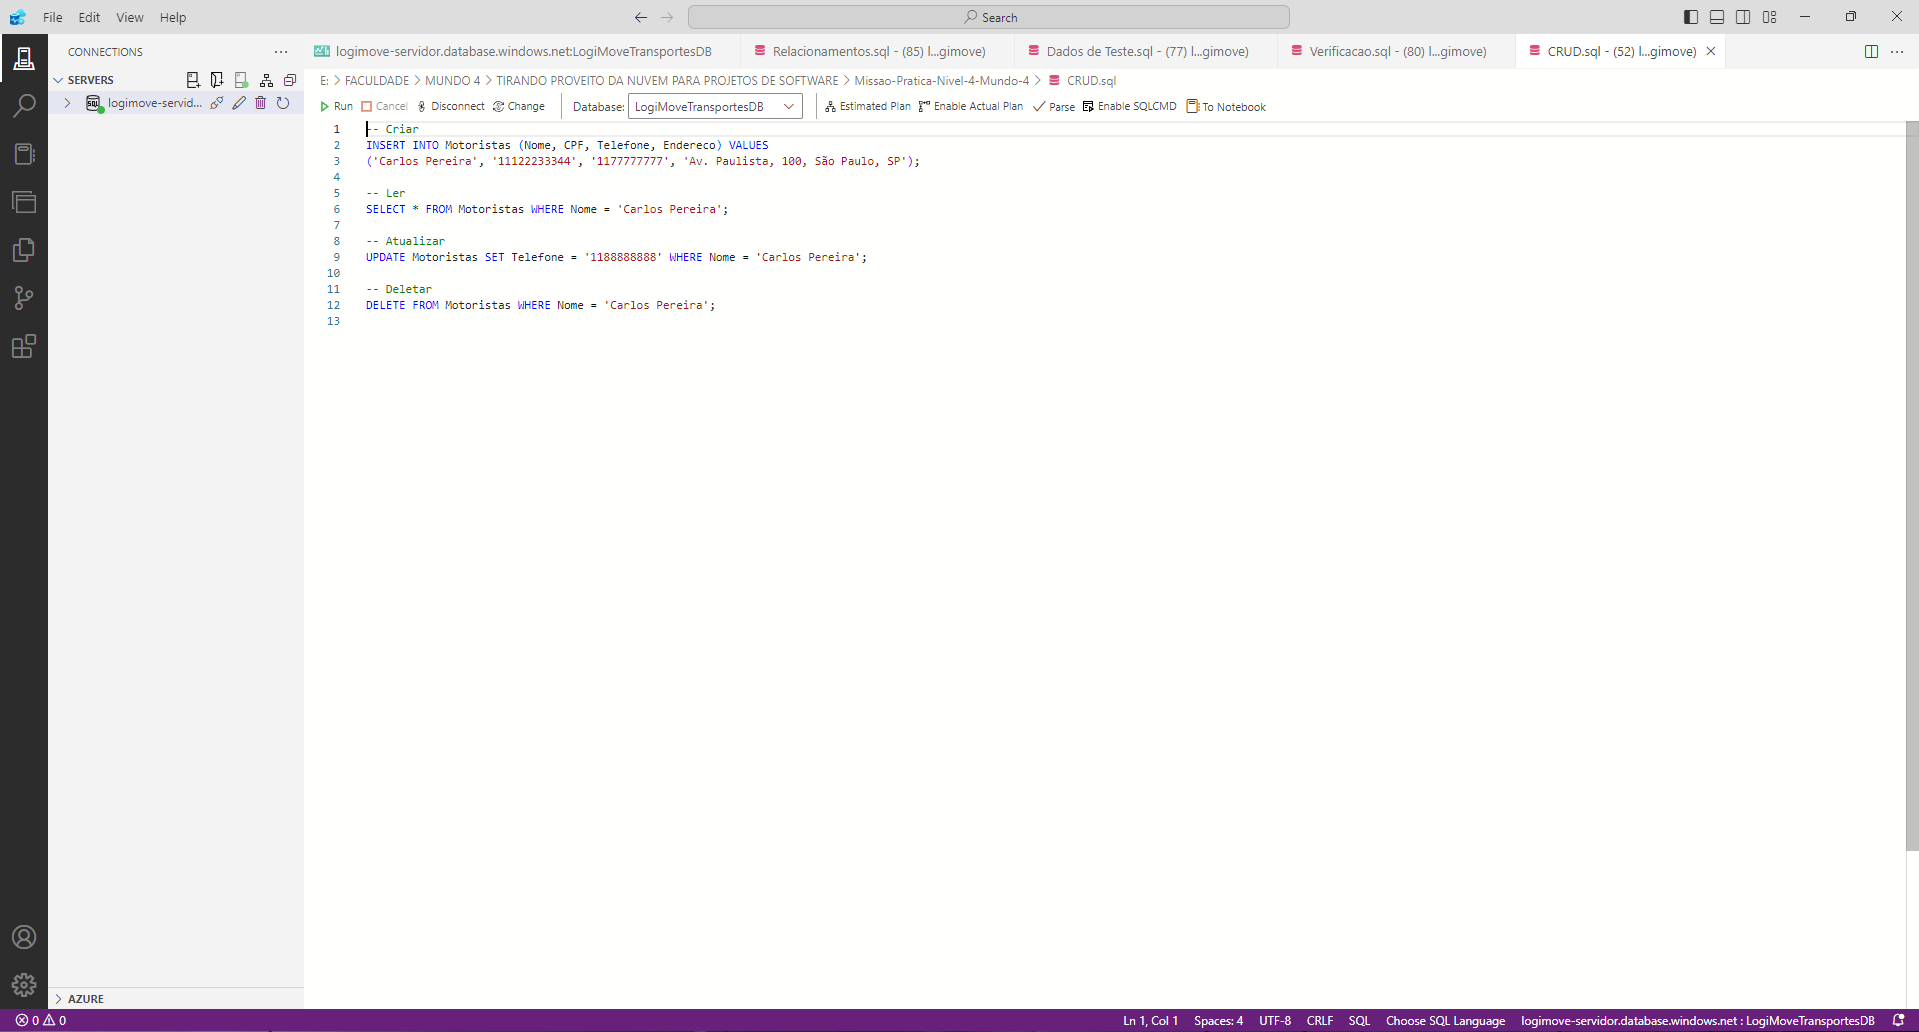 File Edit View Help
Search
CONNECTIONS
logimove-servidor.database.windows.net:LogiMoveTransportesDB
Relacionamentos.sql - (85) l...gimove)
Dados de Teste.sql - (77) l...gimove)
Verificacao.sql - (80) l...gimove)
CRUD.sql - (52) l...gimove)
SERVERS
logimove-servid...
E: > FACULDADE > MUNDO 4 > TIRANDO PROVEITO DA NUVEM PARA PROJETOS DE SOFTWARE > Missao-Pratica-Nivel-4-Mundo-4 > CRUD.sql
Run Cancel Disconnect Change Database: LogiMoveTransportesDB Estimated Plan Enable Actual Plan Parse Enable SQLCMD To Notebook
1 -- Criar
2 INSERT INTO Motoristas (Nome, CPF, Telefone, Endereco) VALUES
3 ('Carlos Pereira', '11122233344', '1177777777', 'Av. Paulista, 100, São Paulo, SP');
4
5 -- Ler
6 SELECT * FROM Motoristas WHERE Nome = 'Carlos Pereira';
7
8 -- Atualizar
9 UPDATE Motoristas SET Telefone = '1188888888' WHERE Nome = 'Carlos Pereira';
10
11 -- Deletar
12 DELETE FROM Motoristas WHERE Nome = 'Carlos Pereira';
13
AZURE
0 0
Ln 1, Col 1 Spaces: 4 UTF-8 CRLF SQL Choose SQL Language logimove-servidor.database.windows.net : LogiMoveTransportesDB